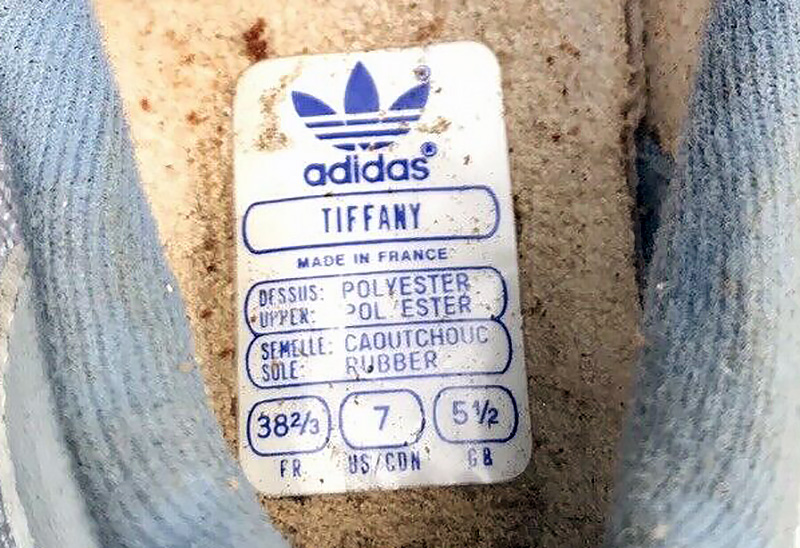 adidas®
TIFFANY
MADE IN FRANCE
DESSUS: POLYESTER
UPPER: POLYESTER
SEMELLE: CAOUTCHOUC
SOLE: RUBBER
38 2/3 7 5 1/2
FR US/CDN GB